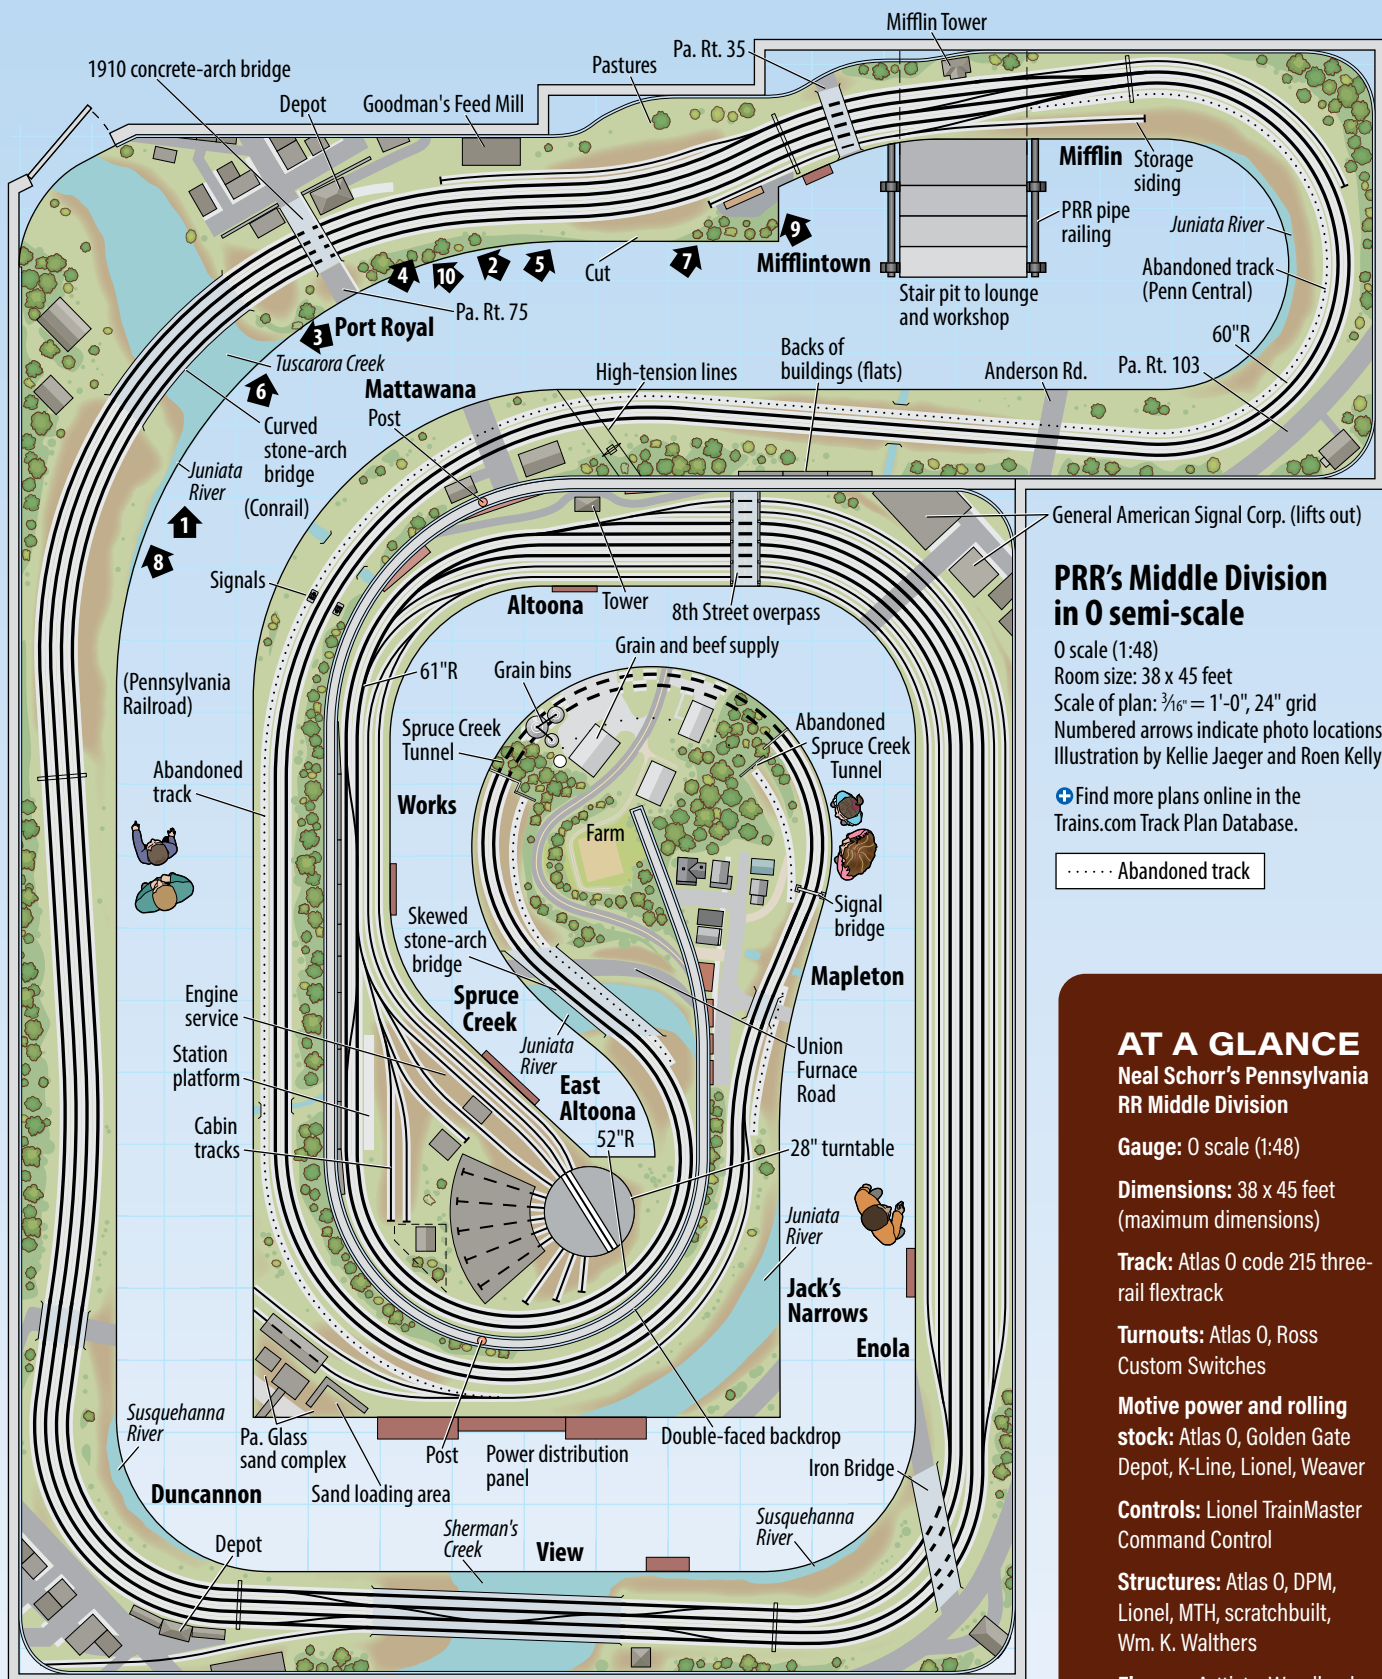 Mifflin Tower
Pa. Rt. 35
Pastures
1910 concrete-arch bridge
Depot
Goodman's Feed Mill
Mifflin
Storage
siding
PRR pipe
railing
Juniata River
Abandoned track
(Penn Central)
9
7
5
2
10
4
Cut
Mifflintown
Stair pit to lounge
and workshop
Pa. Rt. 75
3
Port Royal
60"R
Pa. Rt. 103
Tuscarora Creek
6
Mattawana
Post
High-tension lines
Backs of
buildings (flats)
Anderson Rd.
Curved
stone-arch
bridge
Juniata
River
(Conrail)
1
8
Signals
General American Signal Corp. (lifts out)
Altoona
Tower
8th Street overpass
PRR's Middle Division
in O semi-scale
O scale (1:48)
Room size: 38 x 45 feet
Scale of plan: 3/16" = 1'-0", 24" grid
Numbered arrows indicate photo locations
Illustration by Kellie Jaeger and Roen Kelly
Find more plans online in the
Trains.com Track Plan Database.
Abandoned track
Grain and beef supply
Grain bins
61"R
(Pennsylvania
Railroad)
Spruce Creek
Tunnel
Abandoned
Spruce Creek
Tunnel
Abandoned
track
Works
Farm
Signal
bridge
Skewed
stone-arch
bridge
Mapleton
Spruce
Creek
Engine
service
Juniata
River
Station
platform
East
Altoona
Union
Furnace
Road
Cabin
tracks
52"R
28" turntable
Juniata
River
Jack's
Narrows
Enola
Susquehanna
River
Pa. Glass
sand complex
Post
Power distribution
panel
Double-faced backdrop
Duncannon
Sand loading area
Iron Bridge
Depot
Sherman's
Creek
View
Susquehanna
River
AT A GLANCE
Neal Schorr's Pennsylvania
RR Middle Division
Gauge: O scale (1:48)
Dimensions: 38 x 45 feet
(maximum dimensions)
Track: Atlas O code 215 three-
rail flextrack
Turnouts: Atlas O, Ross
Custom Switches
Motive power and rolling
stock: Atlas O, Golden Gate
Depot, K-Line, Lionel, Weaver
Controls: Lionel TrainMaster
Command Control
Structures: Atlas O, DPM,
Lionel, MTH, scratchbuilt,
Wm. K. Walthers